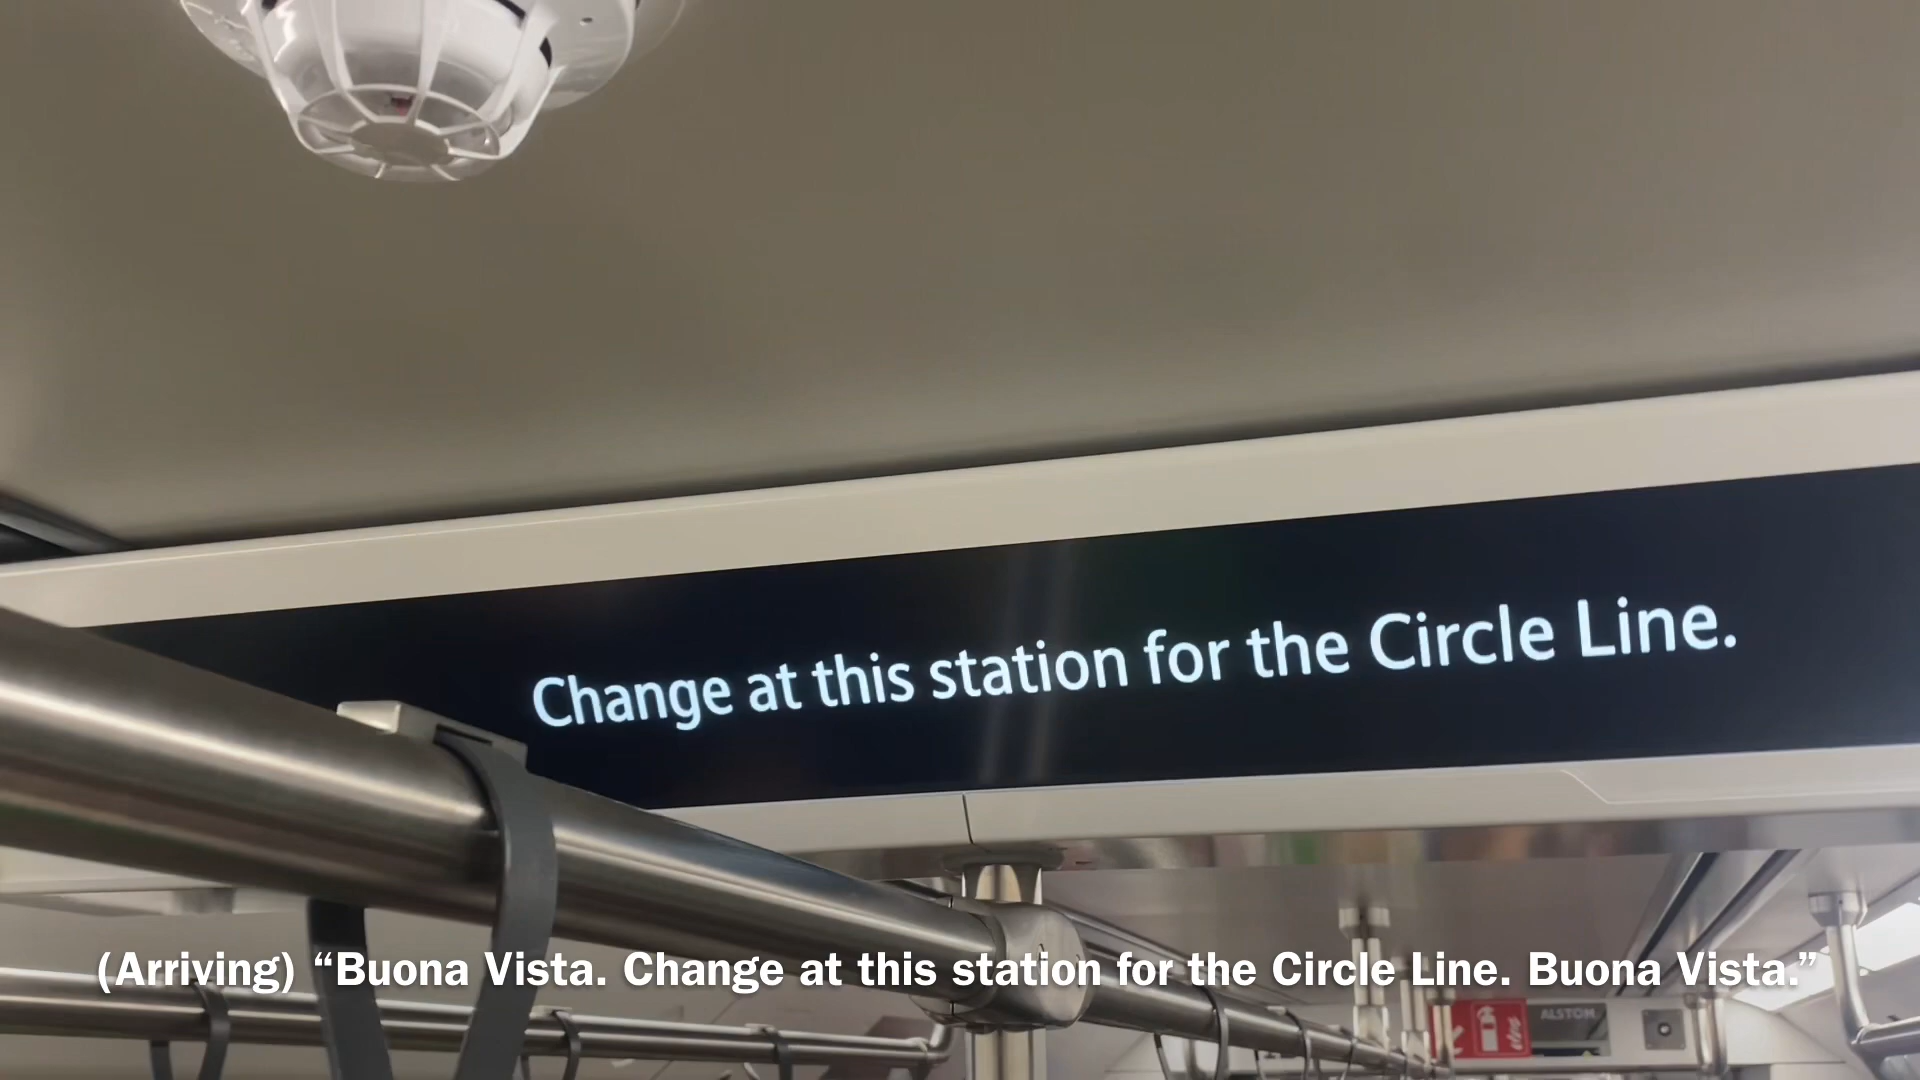 Change at this station for the Circle Line.
(Arriving) “Buona Vista. Change at this station for the Circle Line. Buona Vista.”
ALSTOM